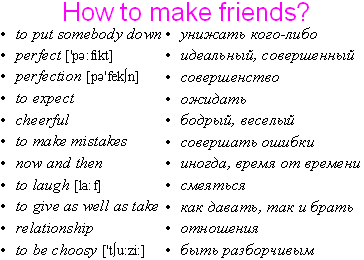 How to make friends?
• to put somebody down • унижать кого-либо
• perfect ['pə:fikt] • идеальный, совершенный
• perfection [pə'fekʃn] • совершенство
• to expect • ожидать
• cheerful • бодрый, веселый
• to make mistakes • совершать ошибки
• now and then • иногда, время от времени
• to laugh [la:f] • смеяться
• to give as well as take • как давать, так и брать
• relationship • отношения
• to be choosy ['tʃu:zi:] • быть разборчивым